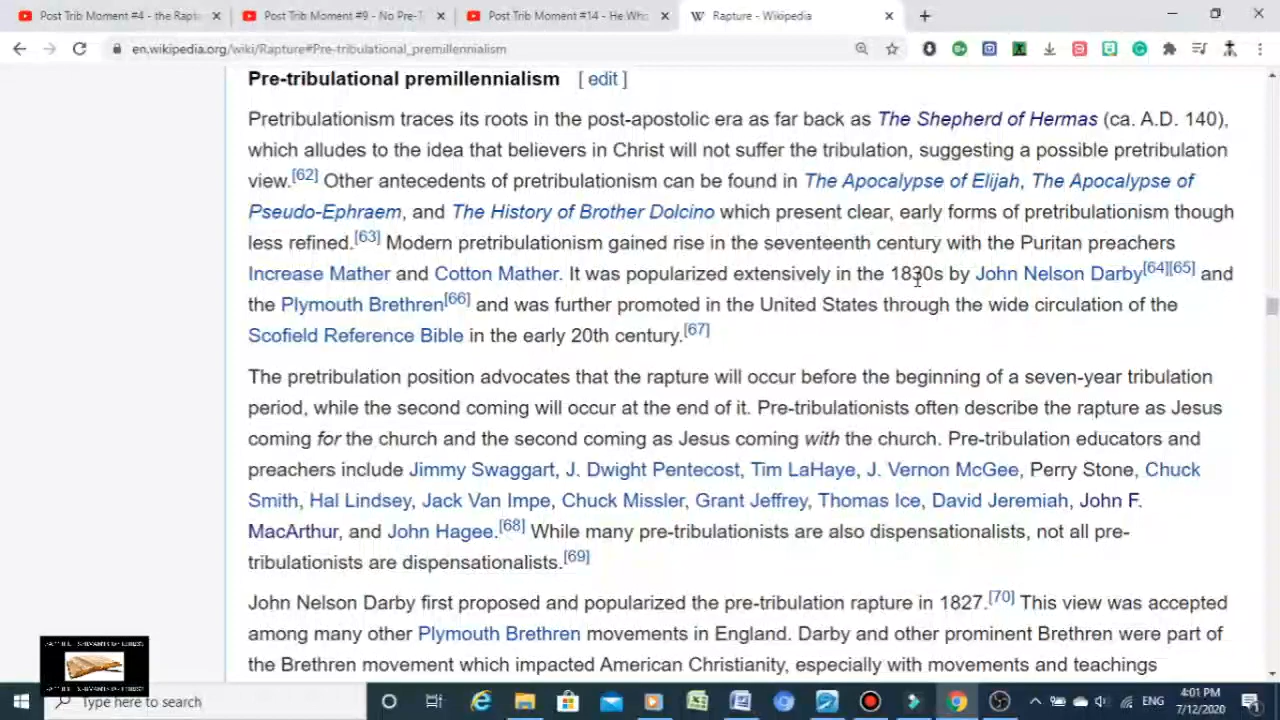 Post Trib Moment #4 - the Rapt
Post Trib Moment #9 - No Pre-T
Post Trib Moment #14 - He Who
Rapture - Wikipedia
en.wikipedia.org/wiki/Rapture#Pre-tribulational_premillennialism
Pre-tribulational premillennialism [ edit ]
Pretribulationism traces its roots in the post-apostolic era as far back as The Shepherd of Hermas (ca. A.D. 140),
which alludes to the idea that believers in Christ will not suffer the tribulation, suggesting a possible pretribulation
view.[62] Other antecedents of pretribulationism can be found in The Apocalypse of Elijah, The Apocalypse of
Pseudo-Ephraem, and The History of Brother Dolcino which present clear, early forms of pretribulationism though
less refined.[63] Modern pretribulationism gained rise in the seventeenth century with the Puritan preachers
Increase Mather and Cotton Mather. It was popularized extensively in the 1830s by John Nelson Darby[64][65] and
the Plymouth Brethren[66] and was further promoted in the United States through the wide circulation of the
Scofield Reference Bible in the early 20th century.[67]
The pretribulation position advocates that the rapture will occur before the beginning of a seven-year tribulation
period, while the second coming will occur at the end of it. Pre-tribulationists often describe the rapture as Jesus
coming for the church and the second coming as Jesus coming with the church. Pre-tribulation educators and
preachers include Jimmy Swaggart, J. Dwight Pentecost, Tim LaHaye, J. Vernon McGee, Perry Stone, Chuck
Smith, Hal Lindsey, Jack Van Impe, Chuck Missler, Grant Jeffrey, Thomas Ice, David Jeremiah, John F.
MacArthur, and John Hagee.[68] While many pre-tribulationists are also dispensationalists, not all pre-
tribulationists are dispensationalists.[69]
John Nelson Darby first proposed and popularized the pre-tribulation rapture in 1827.[70] This view was accepted
among many other Plymouth Brethren movements in England. Darby and other prominent Brethren were part of
the Brethren movement which impacted American Christianity, especially with movements and teachings
Type here to search
ENG
4:01 PM
7/12/2020